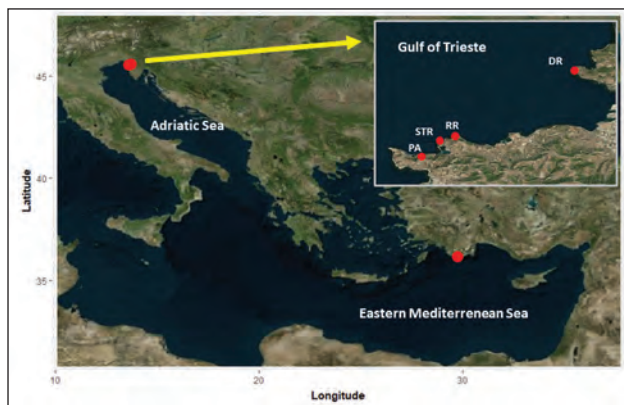 Gulf of Trieste
DR
STR
RR
PA
45
Adriatic Sea
Latitude
40
35
Eastern Mediterranean Sea
10
20
30
Longitude